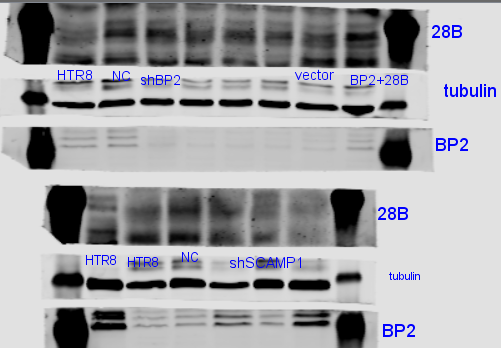 28B
HTR8 NC shBP2 vector BP2+28B
tubulin
BP2
28B
HTR8 HTR8 NC shSCAMP1
tubulin
BP2